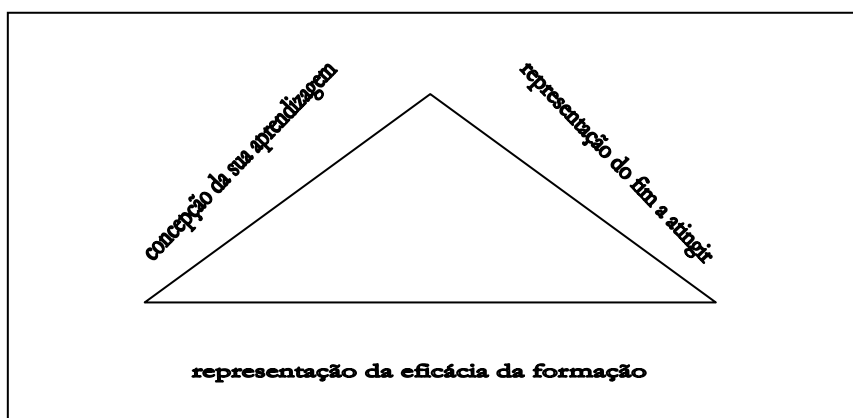 concepção da sua aprendizagem
representação do fim a atingir
representação da eficácia da formação